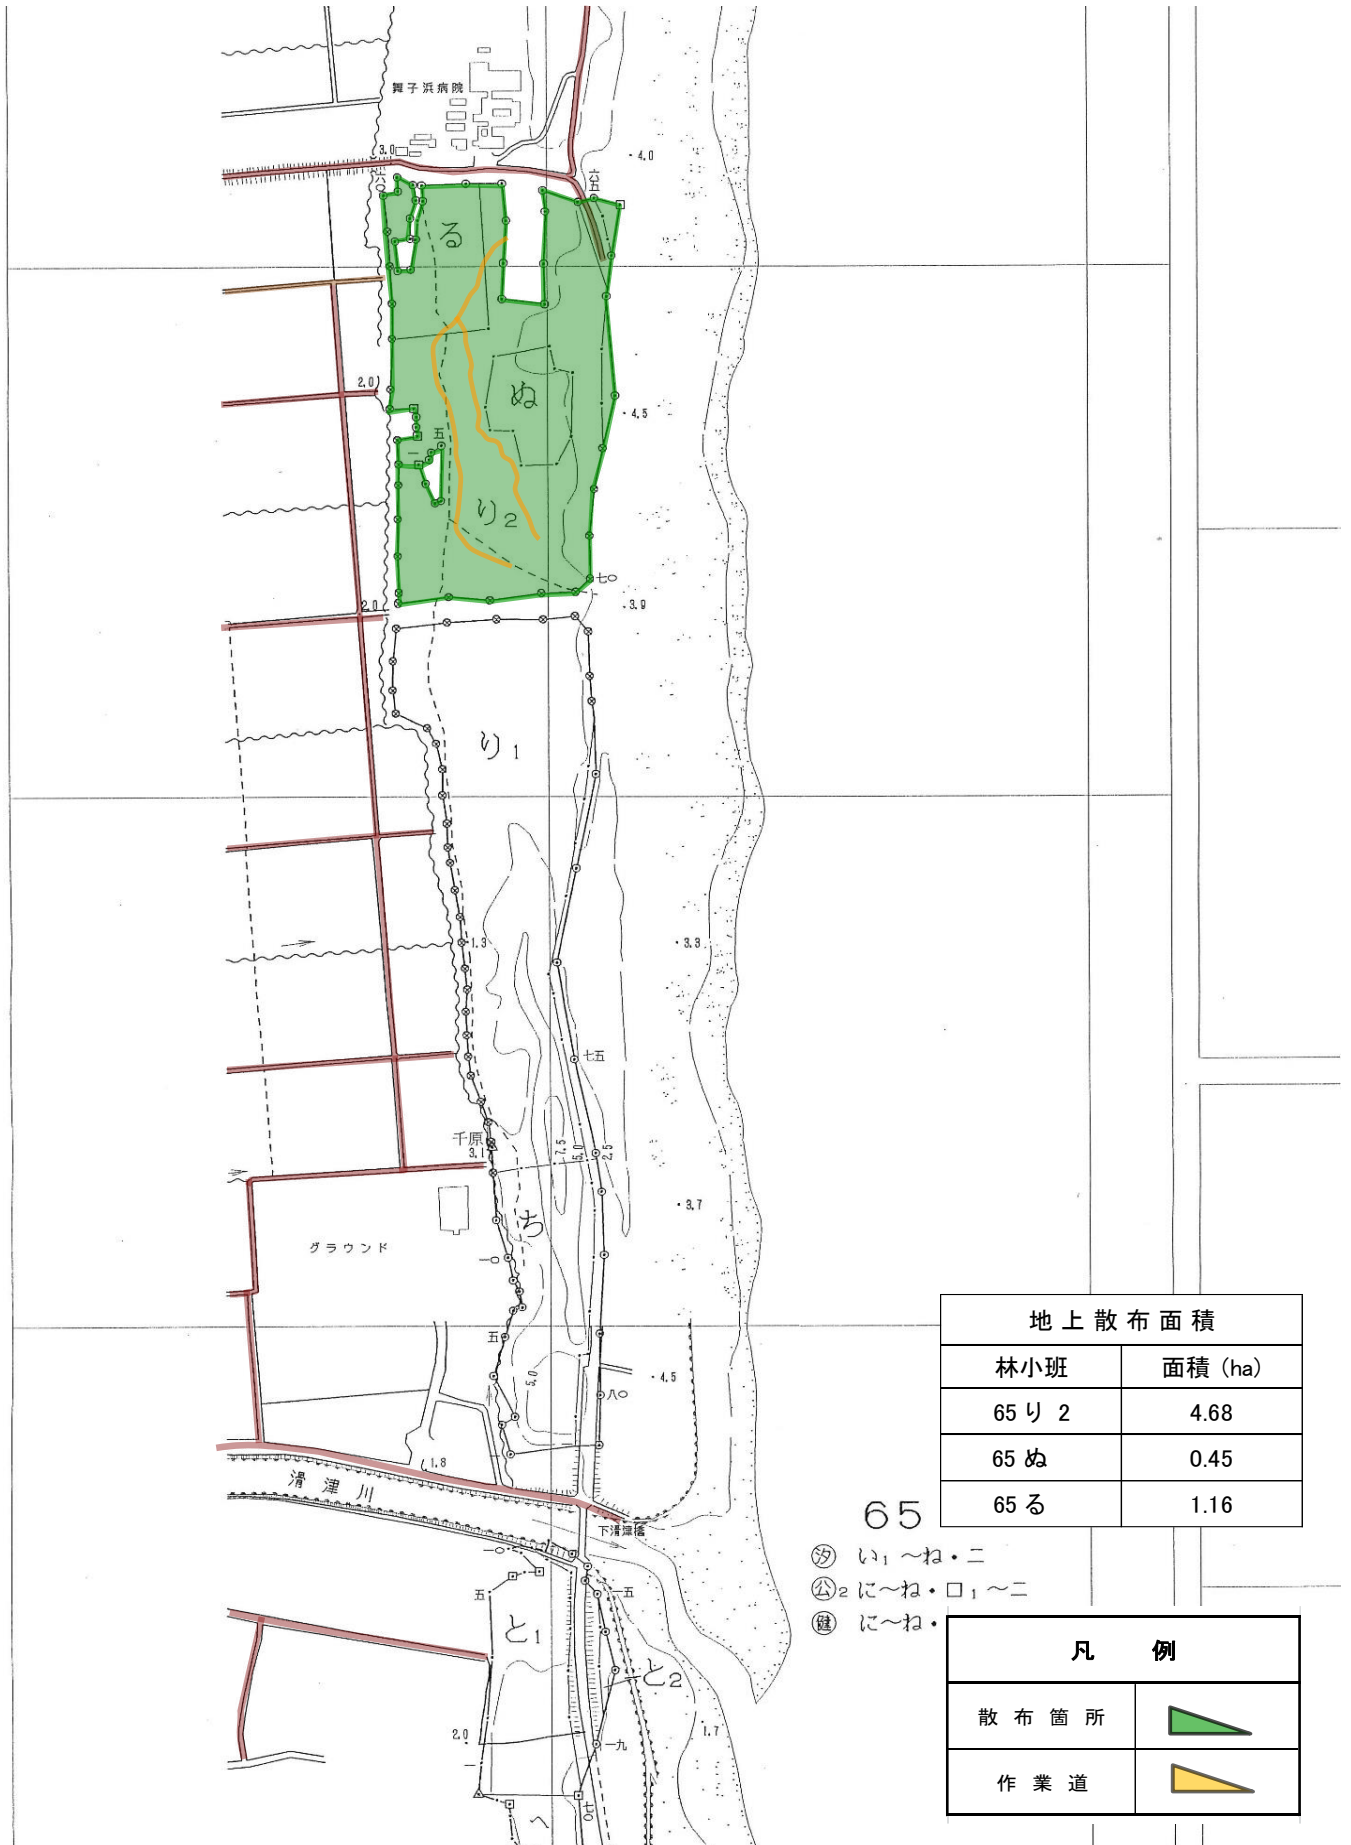 舞子浜病院
3.0
六〇
六五
・4.0
る
2.0
ぬ
・4.5
五
一
り2
七〇
2.0
・3.9
り1
1.3
・3.3
七五
千原
3.1
7.5
5.0
2.5
ち
・3.7
グラウンド
一〇
五
5.0
・4.5
八〇
1.8
滑津川
下滑津橋
地上散布面積
林小班 面積 (ha)
65 り 2 4.68
65 ぬ 0.45
65 る 1.16
65
汐 い1 ~ね・ニ
公2 に~ね・ロ1 ~ニ
健 に~ね・
一〇
五
一五
と1
と2
2.0
一
一九
1.7
七〇
へ
凡 例
散布箇所
作業道